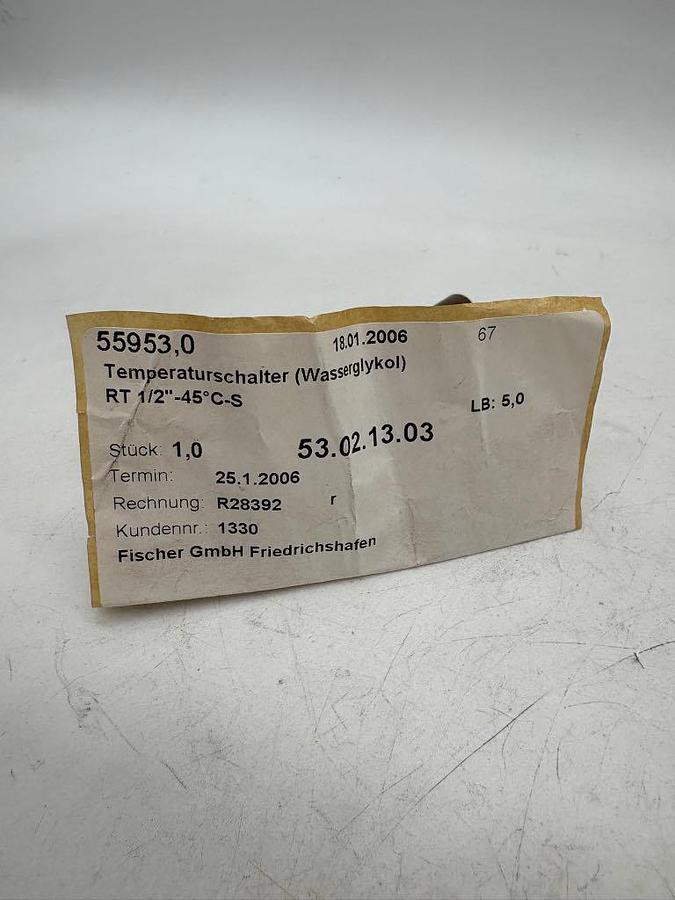 55953,0 18.01.2006 67
Temperaturschalter (Wasserglykol)
RT 1/2"-45°C-S
LB: 5,0
Stück: 1,0 53.02.13.03
Termin: 25.1.2006
Rechnung: R28392 r
Kundennr.: 1330
Fischer GmbH Friedrichshafen